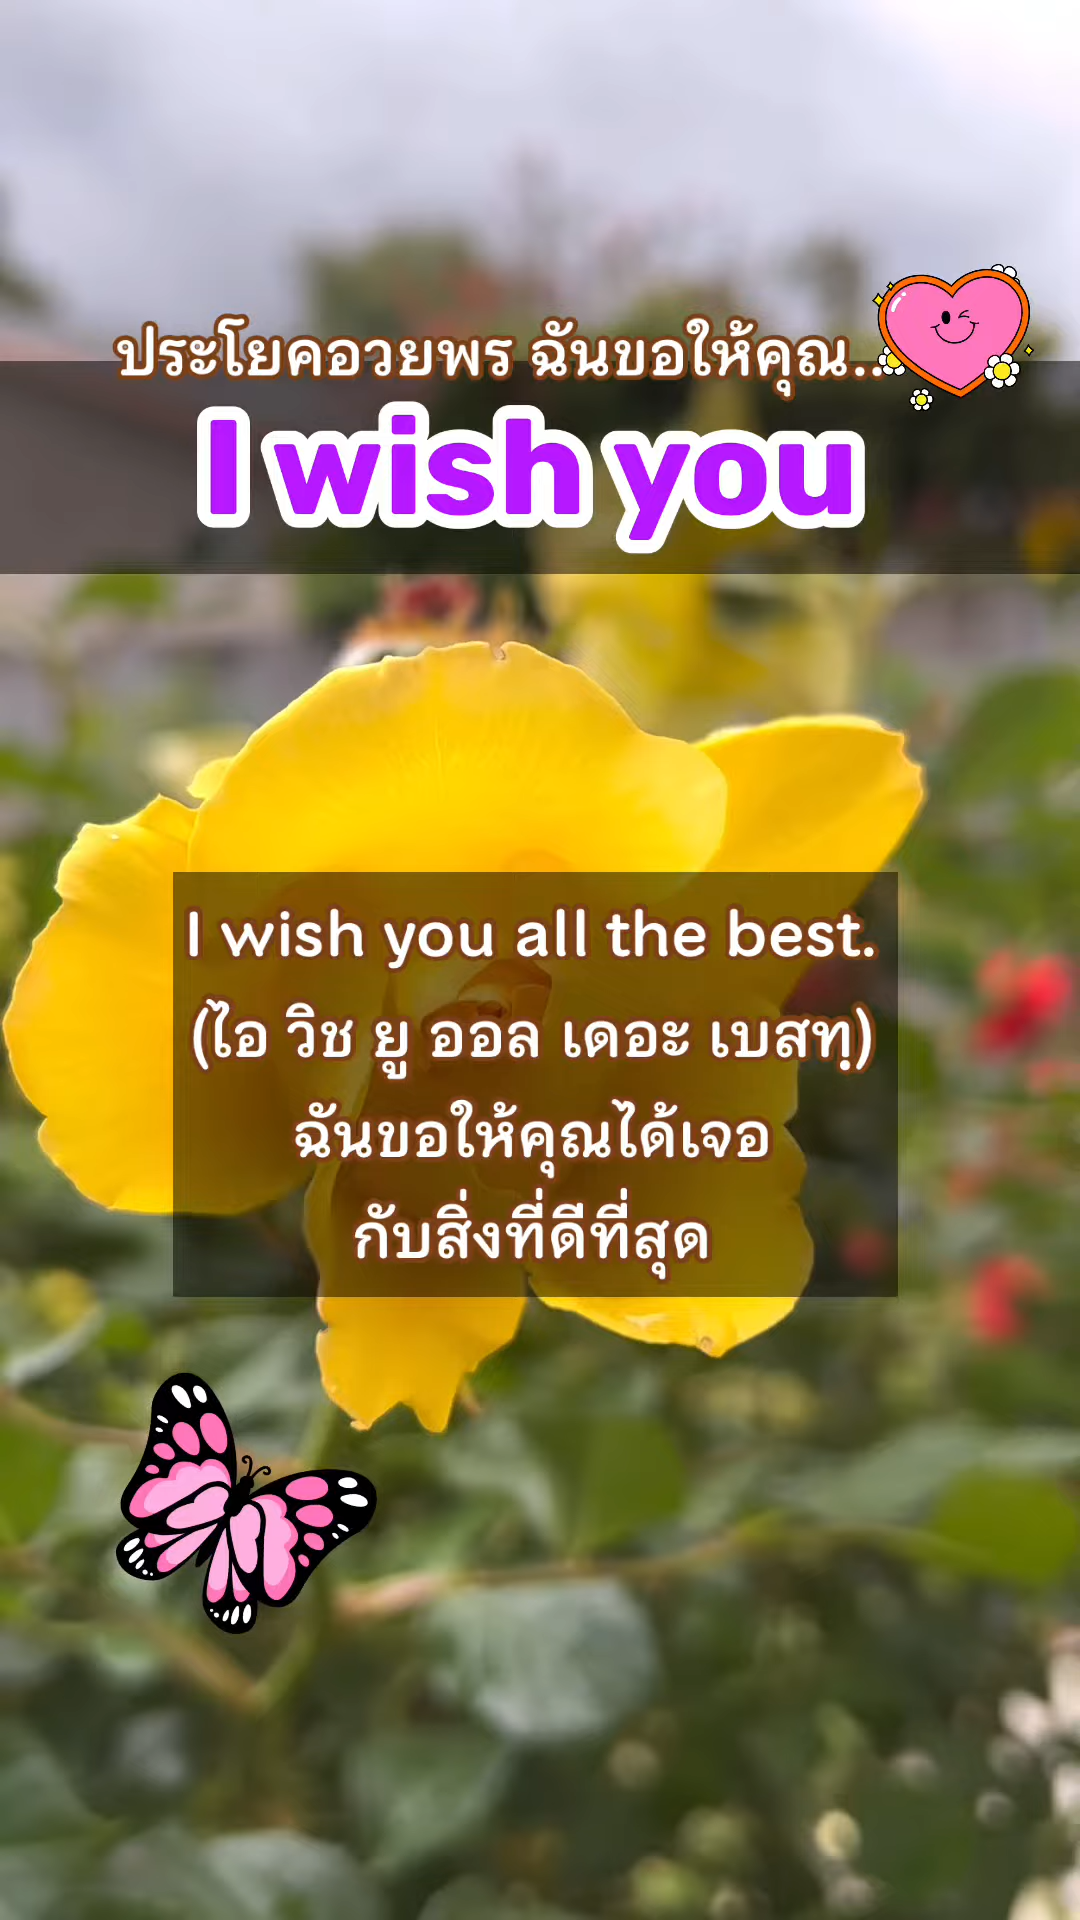 ประโยคอวยพร ฉันขอให้คุณ..
I wish you
I wish you all the best.
(ไอ วิช ยู ออล เดอะ เบสทฺ)
ฉันขอให้คุณได้เจอ
กับสิ่งที่ดีที่สุด